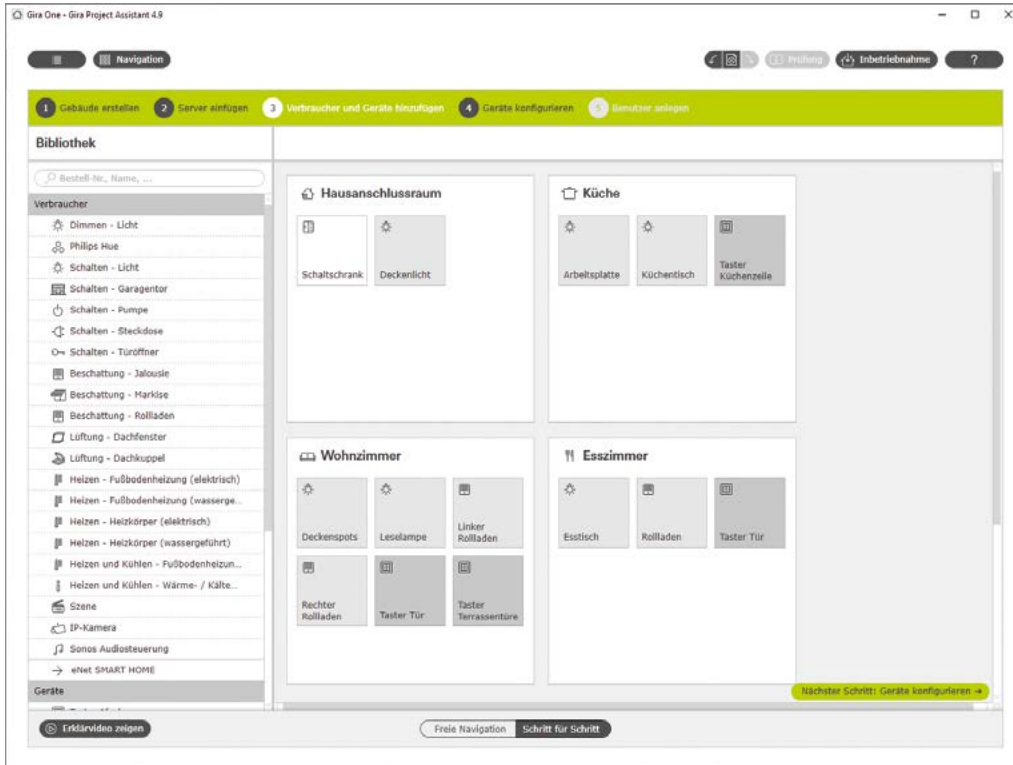 Gira One - Gira Project Assistant 4.9
Navigation
Prüfung
Inbetriebnahme
?
1 Gebäude erstellen 2 Server einfügen 3 Verbraucher und Geräte hinzufügen 4 Geräte konfigurieren 5 Benutzer anlegen
Bibliothek
Bestell-Nr., Name, ...
Verbraucher
Dimmen - Licht
Philips Hue
Schalten - Licht
Schalten - Garagentor
Schalten - Pumpe
Schalten - Steckdose
Schalten - Türöffner
Beschattung - Jalousie
Beschattung - Markise
Beschattung - Rollladen
Lüftung - Dachfenster
Lüftung - Dachkuppel
Heizen - Fußbodenheizung (elektrisch)
Heizen - Fußbodenheizung (wasserge...
Heizen - Heizkörper (elektrisch)
Heizen - Heizkörper (wassergeführt)
Heizen und Kühlen - Fußbodenheizun...
Heizen und Kühlen - Wärme- / Kälte...
Szene
IP-Kamera
Sonos Audiosteuerung
eNet SMART HOME
Geräte
Hausanschlussraum
Schaltschrank
Deckenlicht
Küche
Arbeitsplatte
Küchentisch
Taster
Küchenzeile
Wohnzimmer
Deckenspots
Leselampe
Linker
Rollladen
Rechter
Rollladen
Taster Tür
Taster
Terrassentüre
Esszimmer
Esstisch
Rollladen
Taster Tür
Nächster Schritt: Geräte konfigurieren
Erklärvideo zeigen
Freie Navigation
Schritt für Schritt